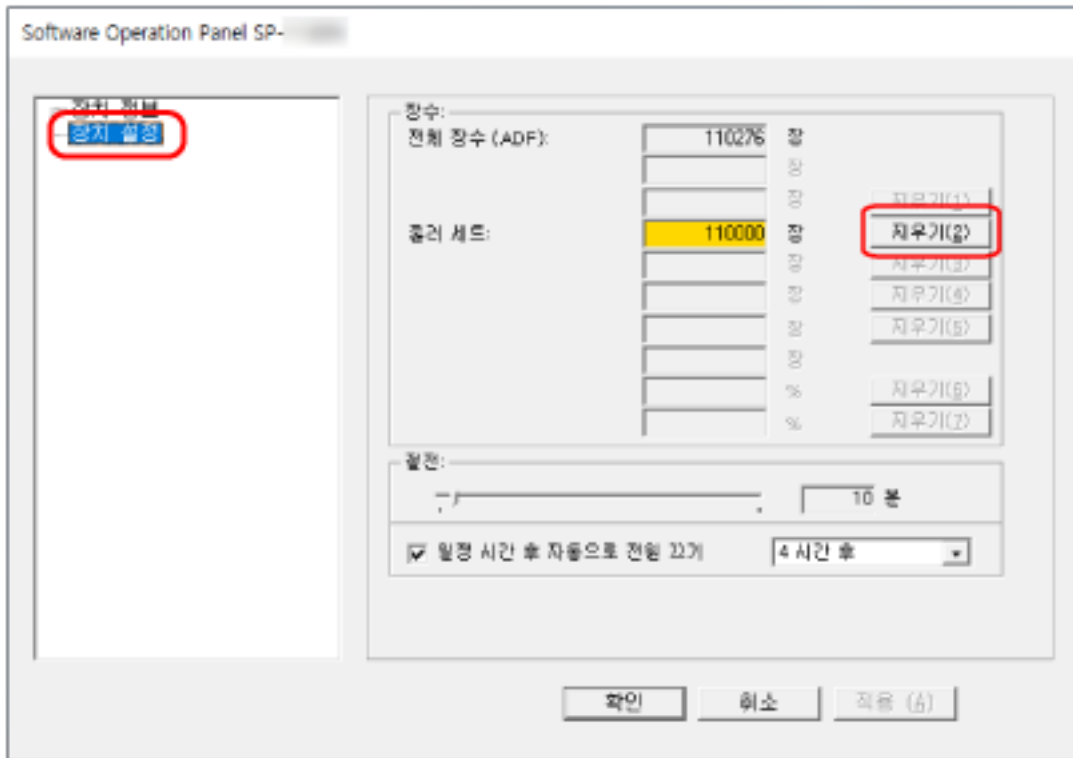 Software Operation Panel SP-
장치 정보
장치 설정
장수:
전체 장수 (ADF): 110276 장
장
장 지우기(1)
롤러 세트: 110000 장 지우기(2)
장 지우기(3)
장 지우기(4)
장 지우기(5)
장
% 지우기(6)
% 지우기(7)
절전:
10 분
일정 시간 후 자동으로 전원 끄기 4 시간 후
확인 취소 적용 (A)